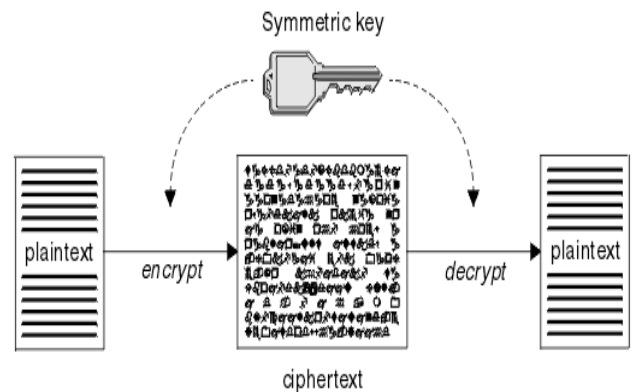 Symmetric key
plaintext
encrypt
decrypt
plaintext
ciphertext